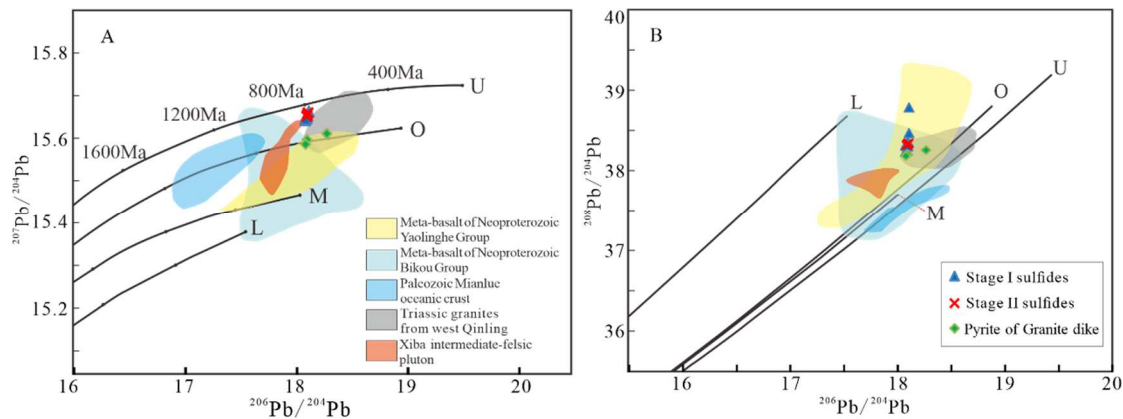 A
15.8
15.6
15.4
15.2
²⁰⁷Pb/²⁰⁴Pb
1600Ma
1200Ma
800Ma
400Ma
U
O
M
L
Meta-basalt of Neoproterozoic
Yaolinghe Group
Meta-basalt of Neoproterozoic
Bikou Group
Paleozoic Mianlue
oceanic crust
Triassic granites
from west Qinling
Xiba intermediate-felsic
pluton
16 17 18 19 20
²⁰⁶Pb/²⁰⁴Pb
B
40
39
38
37
36
²⁰⁸Pb/²⁰⁴Pb
L
O
U
M
Stage I sulfides
Stage II sulfides
Pyrite of Granite dike
16 17 18 19 20
²⁰⁶Pb/²⁰⁴Pb